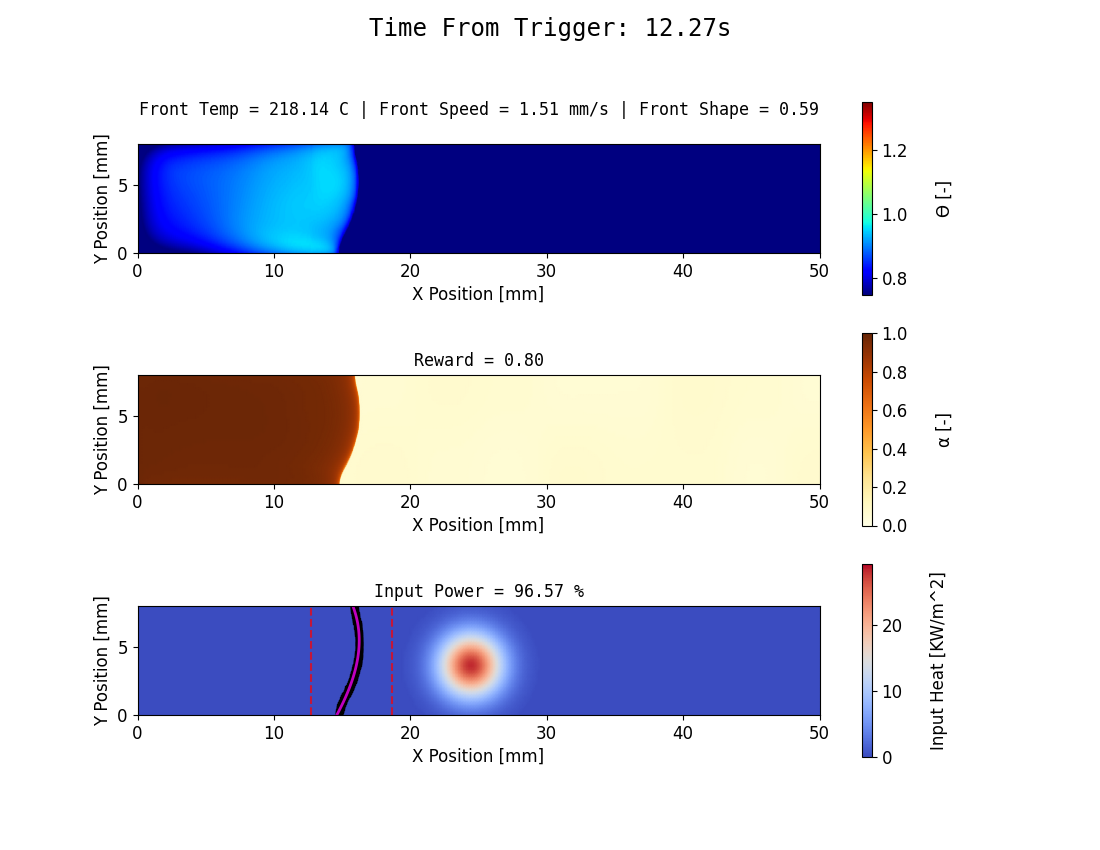 Time From Trigger: 12.27s
Front Temp = 218.14 C | Front Speed = 1.51 mm/s | Front Shape = 0.59
Y Position [mm]
5
0
0 10 20 30 40 50
X Position [mm]
1.2
1.0
0.8
Θ [-]
Reward = 0.80
Y Position [mm]
5
0
0 10 20 30 40 50
X Position [mm]
1.0
0.8
0.6
0.4
0.2
0.0
α [-]
Input Power = 96.57 %
Y Position [mm]
5
0
0 10 20 30 40 50
X Position [mm]
20
10
0
Input Heat [KW/m^2]